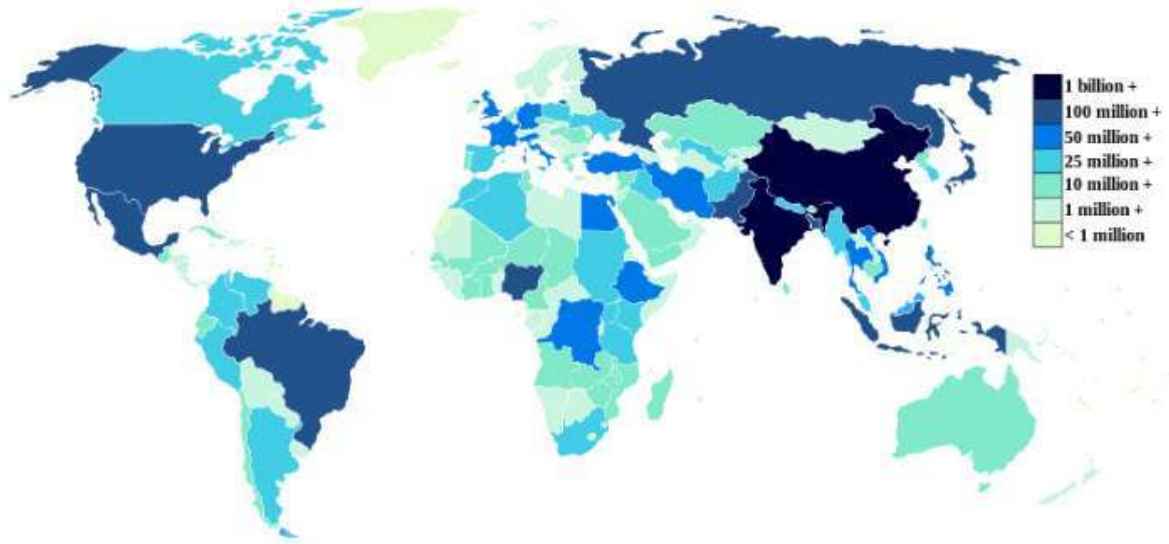 1 billion +
100 million +
50 million +
25 million +
10 million +
1 million +
< 1 million